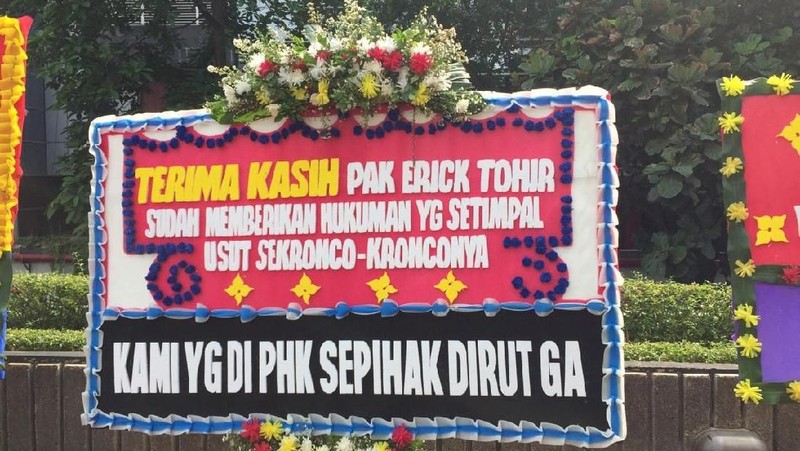 TERIMA KASIH PAK ERICK TOHIR
SUDAH MEMBERIKAN HUKUMAN YG SETIMPAL
USUT SEKRONCO-KRONCONYA
KAMI YG DI PHK SEPIHAK DIRUT GA